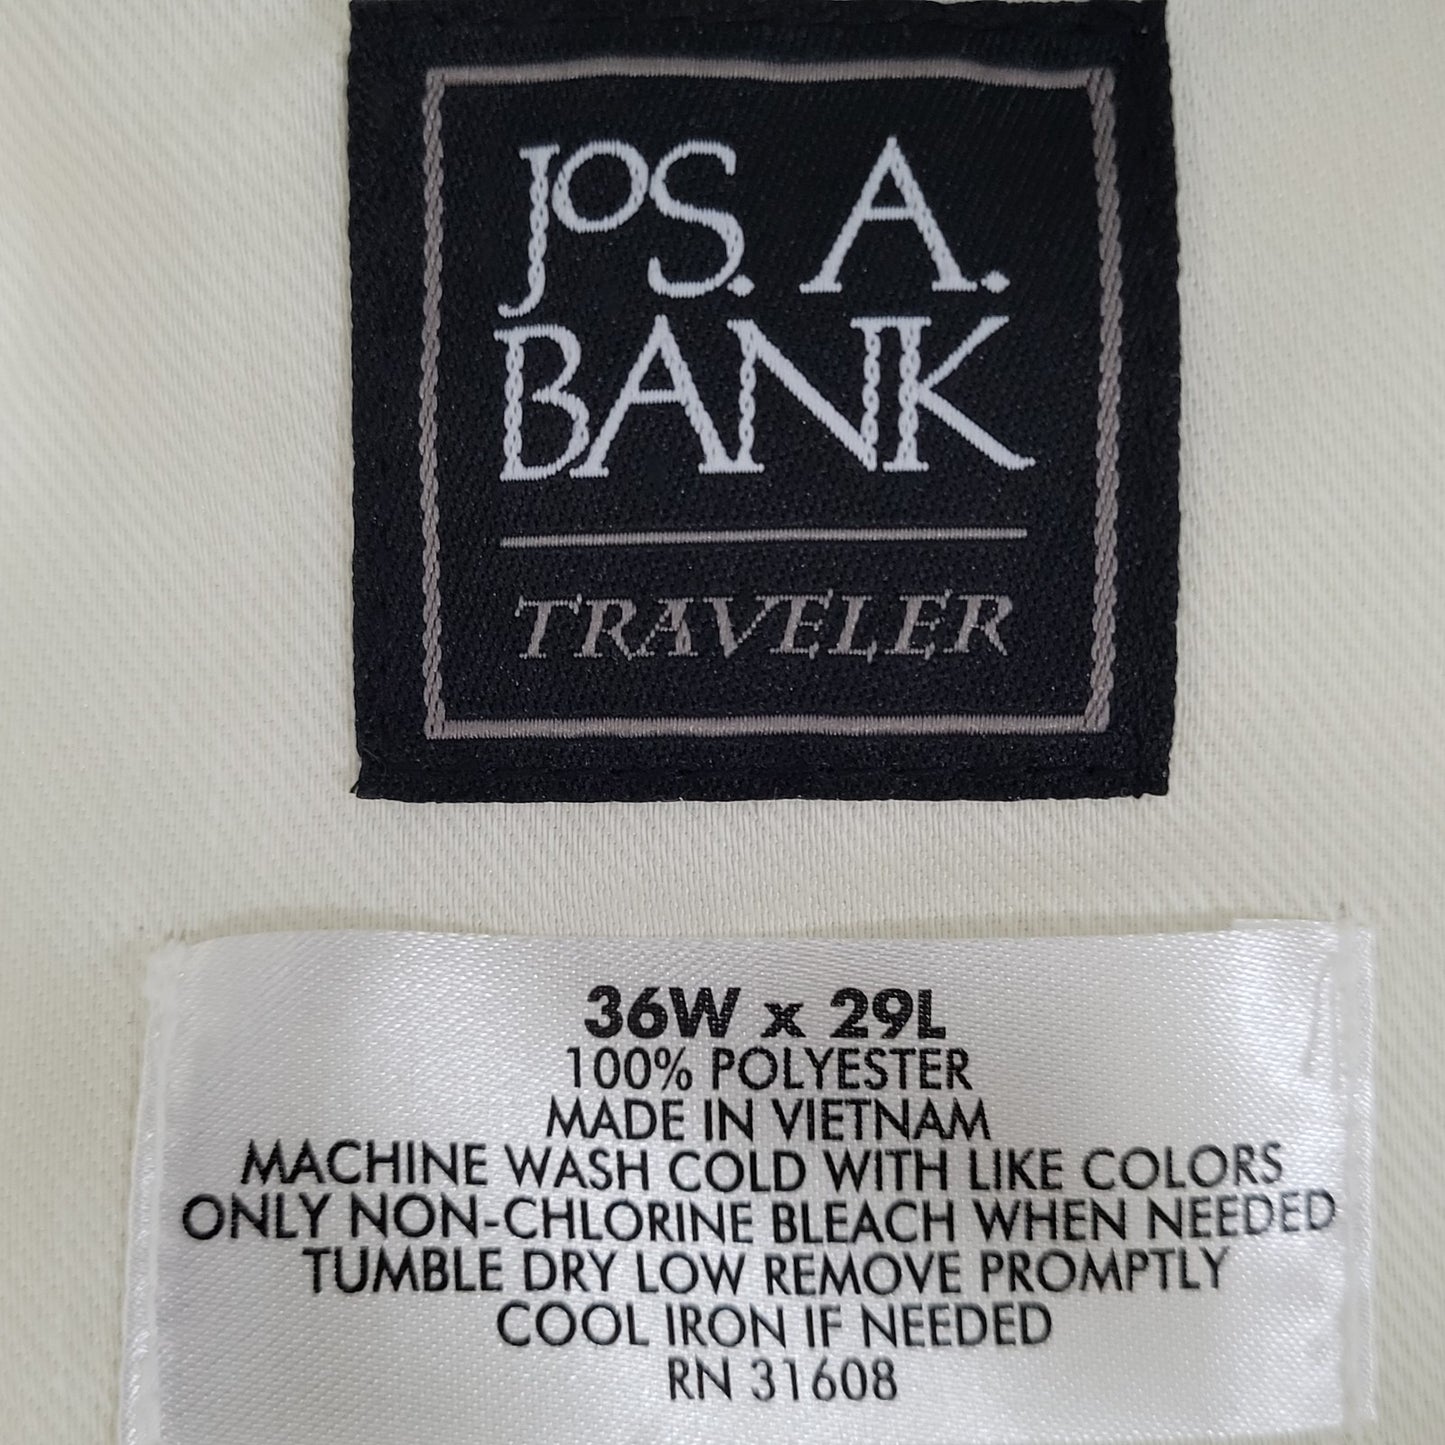 JOS. A.
BANK
TRAVELER
36W x 29L
100% POLYESTER
MADE IN VIETNAM
MACHINE WASH COLD WITH LIKE COLORS
ONLY NON-CHLORINE BLEACH WHEN NEEDED
TUMBLE DRY LOW REMOVE PROMPTLY
COOL IRON IF NEEDED
RN 31608